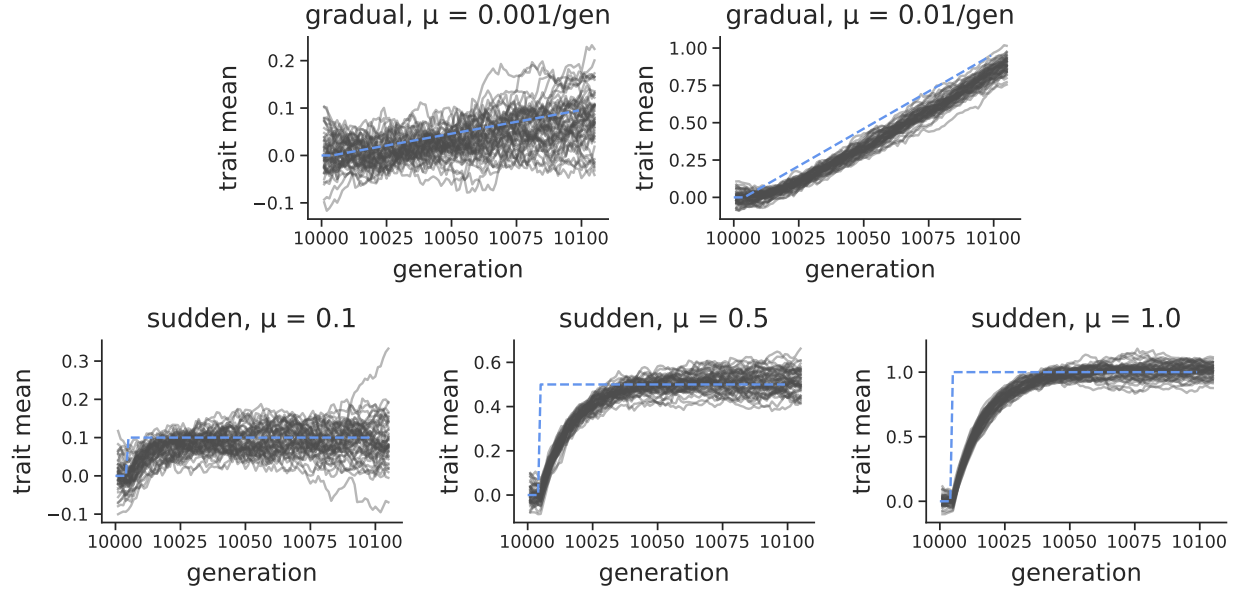 gradual, μ = 0.001/gen
gradual, μ = 0.01/gen
trait mean
0.2
0.1
0.0
−0.1
10000 10025 10050 10075 10100
generation
trait mean
1.00
0.75
0.50
0.25
0.00
10000 10025 10050 10075 10100
generation
sudden, μ = 0.1
sudden, μ = 0.5
sudden, μ = 1.0
trait mean
0.3
0.2
0.1
0.0
−0.1
10000 10025 10050 10075 10100
generation
trait mean
0.6
0.4
0.2
0.0
10000 10025 10050 10075 10100
generation
trait mean
1.0
0.5
0.0
10000 10025 10050 10075 10100
generation